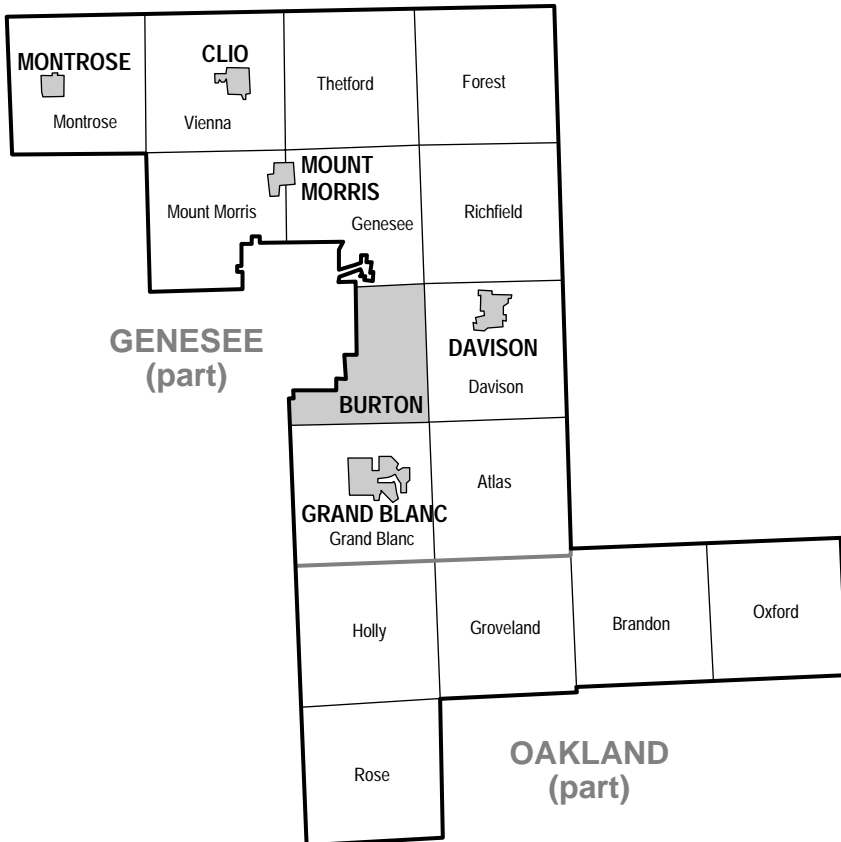 MONTROSE
CLIO
Thetford
Forest
Montrose
Vienna
MOUNT
MORRIS
Mount Morris
Genesee
Richfield
GENESEE
(part)
DAVISON
Davison
BURTON
Atlas
GRAND BLANC
Grand Blanc
Holly
Groveland
Brandon
Oxford
OAKLAND
(part)
Rose